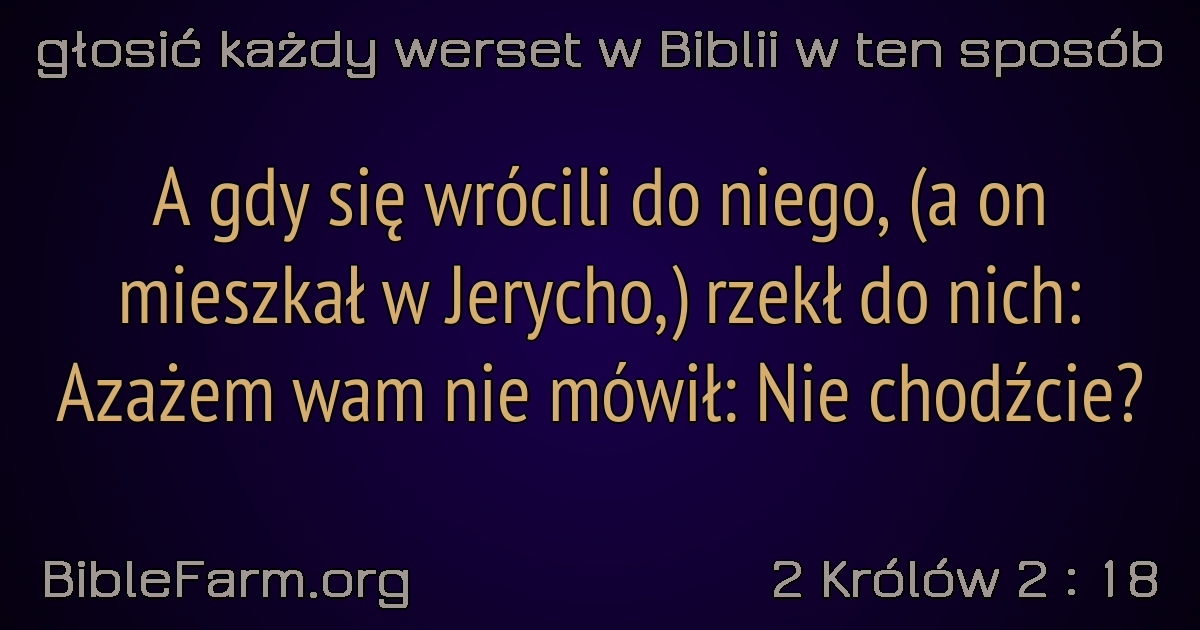 głosić każdy werset w Biblii w ten sposób
A gdy się wrócili do niego, (a on
mieszkał w Jerycho,) rzekł do nich:
Azażem wam nie mówił: Nie chodźcie?
BibleFarm.org
2 Królów 2 : 18